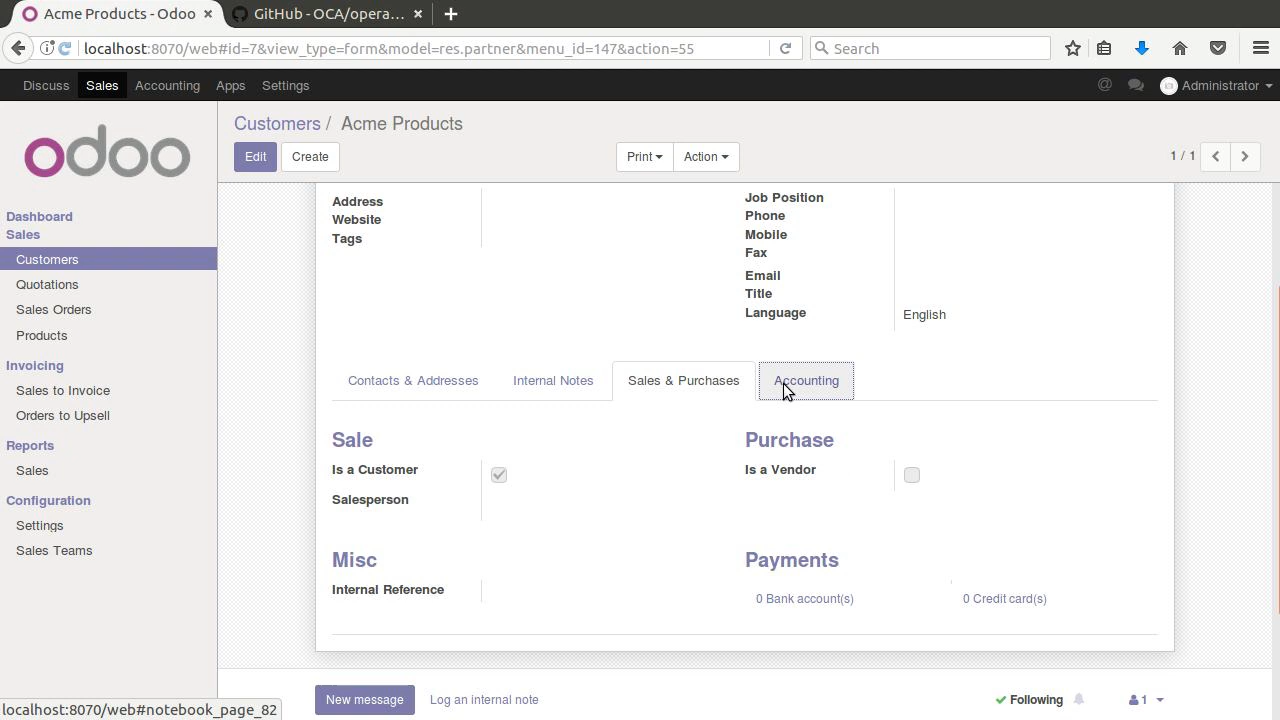 Acme Products - Odoo
GitHub - OCA/opera...
localhost:8070/web#id=7&view_type=form&model=res.partner&menu_id=147&action=55
Search
Discuss Sales Accounting Apps Settings
@ Administrator
odoo
Customers / Acme Products
Edit Create
Print Action
1 / 1
Dashboard
Sales
Customers
Quotations
Sales Orders
Products
Invoicing
Sales to Invoice
Orders to Upsell
Reports
Sales
Configuration
Settings
Sales Teams
Address
Website
Tags
Job Position
Phone
Mobile
Fax
Email
Title
Language English
Contacts & Addresses Internal Notes Sales & Purchases Accounting
Sale
Is a Customer
Salesperson
Purchase
Is a Vendor
Misc
Internal Reference
Payments
0 Bank account(s) 0 Credit card(s)
New message Log an internal note
Following 1
localhost:8070/web#notebook_page_82